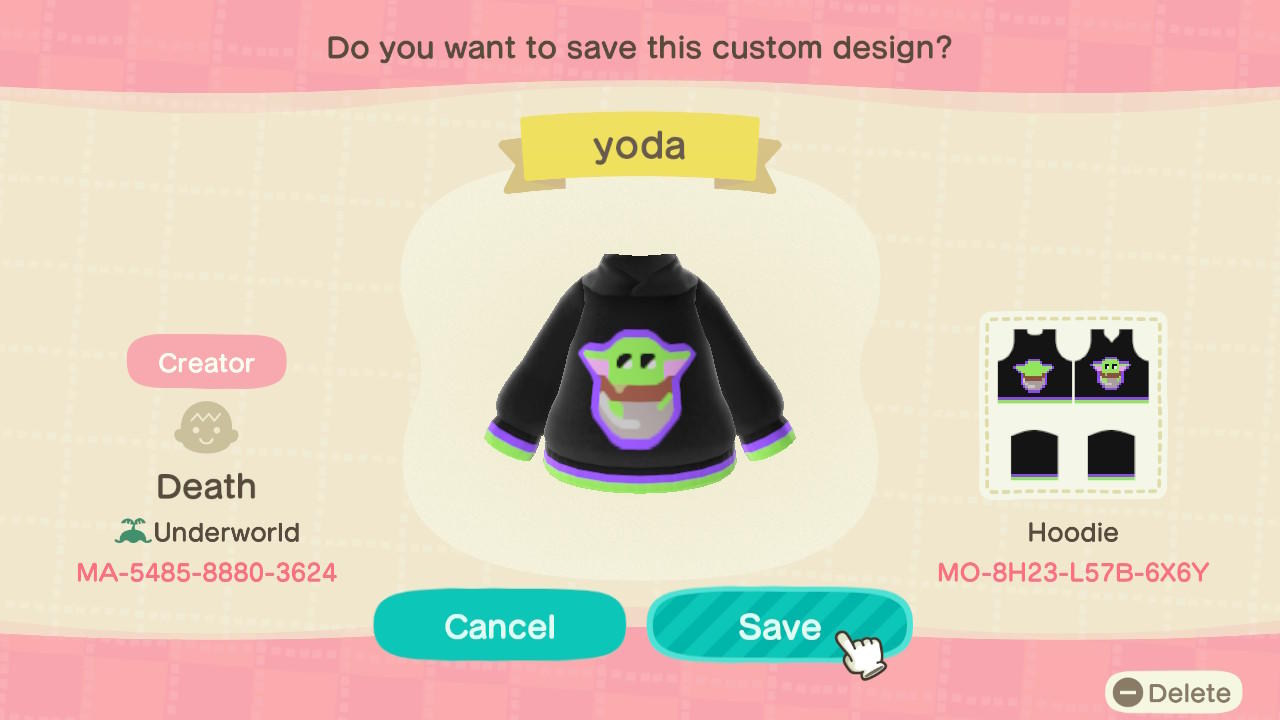 Do you want to save this custom design?
yoda
Creator
Death
Underworld
MA-5485-8880-3624
Hoodie
MO-8H23-L57B-6X6Y
Cancel
Save
Delete